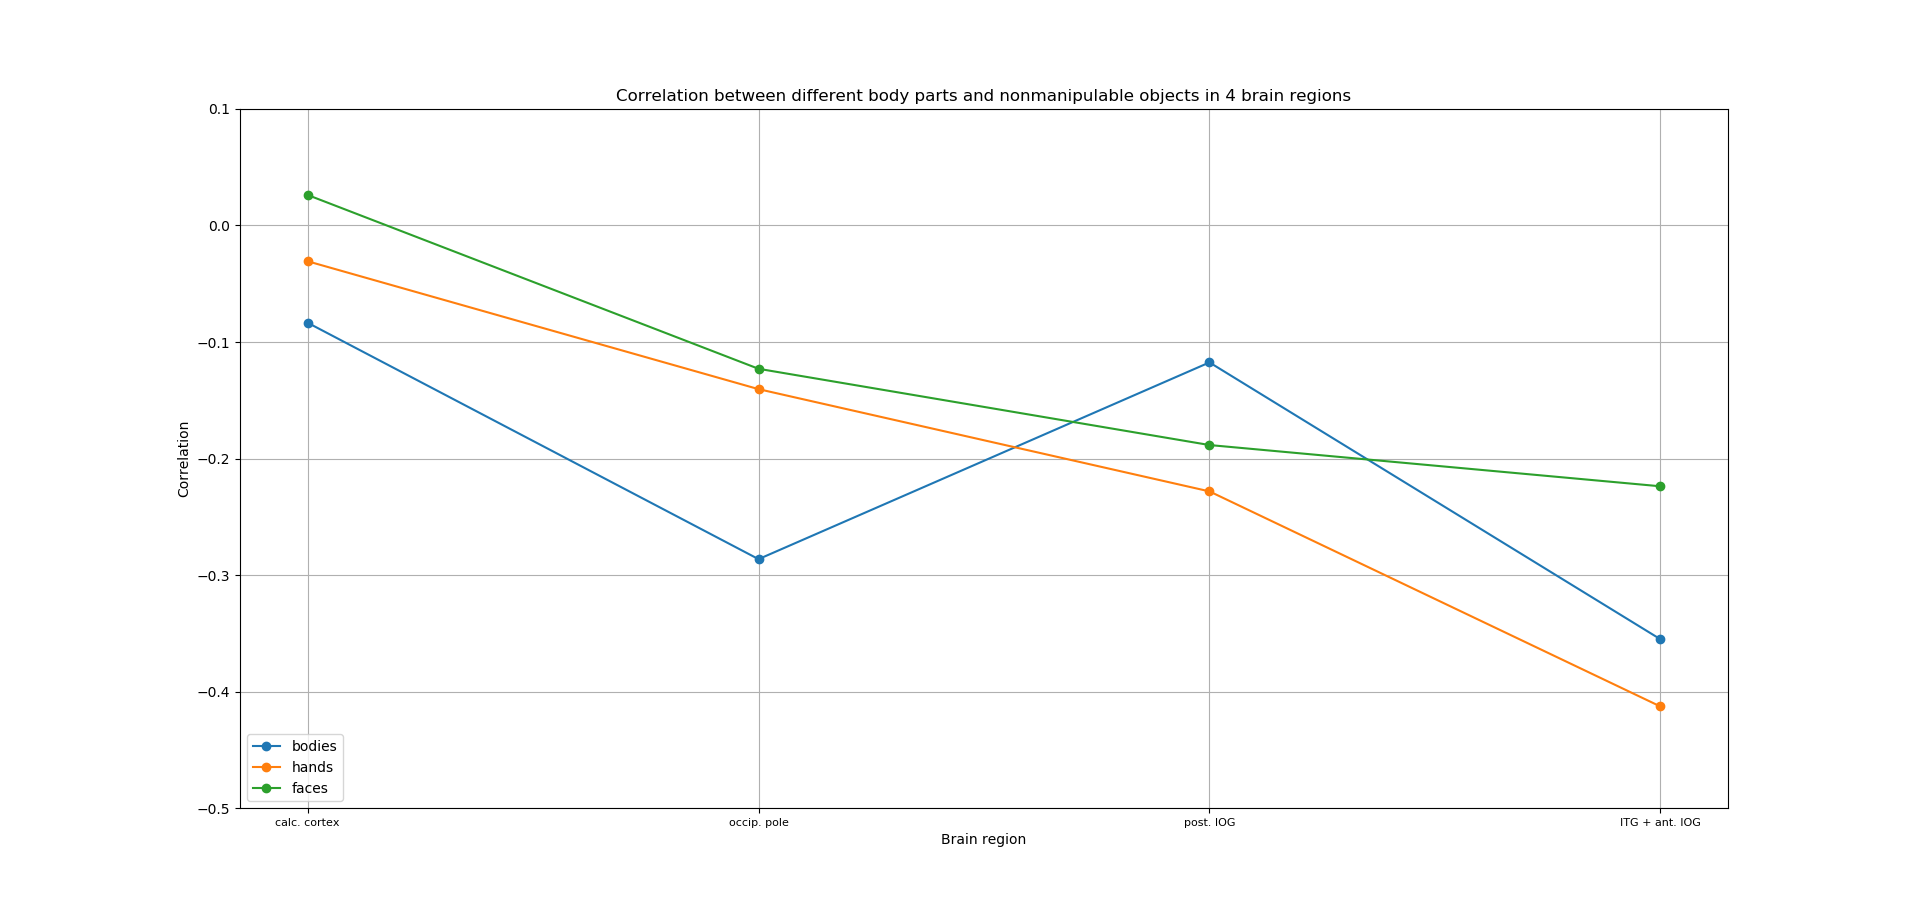 Correlation between different body parts and nonmanipulable objects in 4 brain regions
0.1
0.0
−0.1
−0.2
−0.3
−0.4
−0.5
Correlation
bodies
hands
faces
calc. cortex
occip. pole
post. IOG
ITG + ant. IOG
Brain region